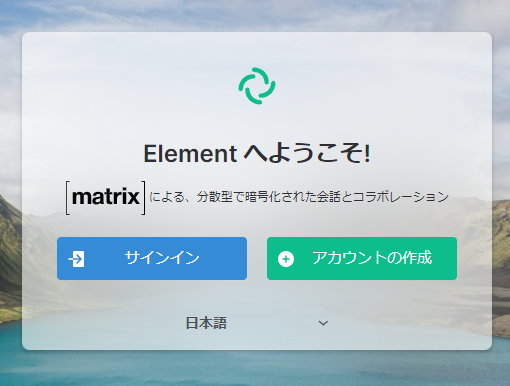 Element へようこそ!
[matrix] による、分散型で暗号化された会話とコラボレーション
サインイン
アカウントの作成
日本語